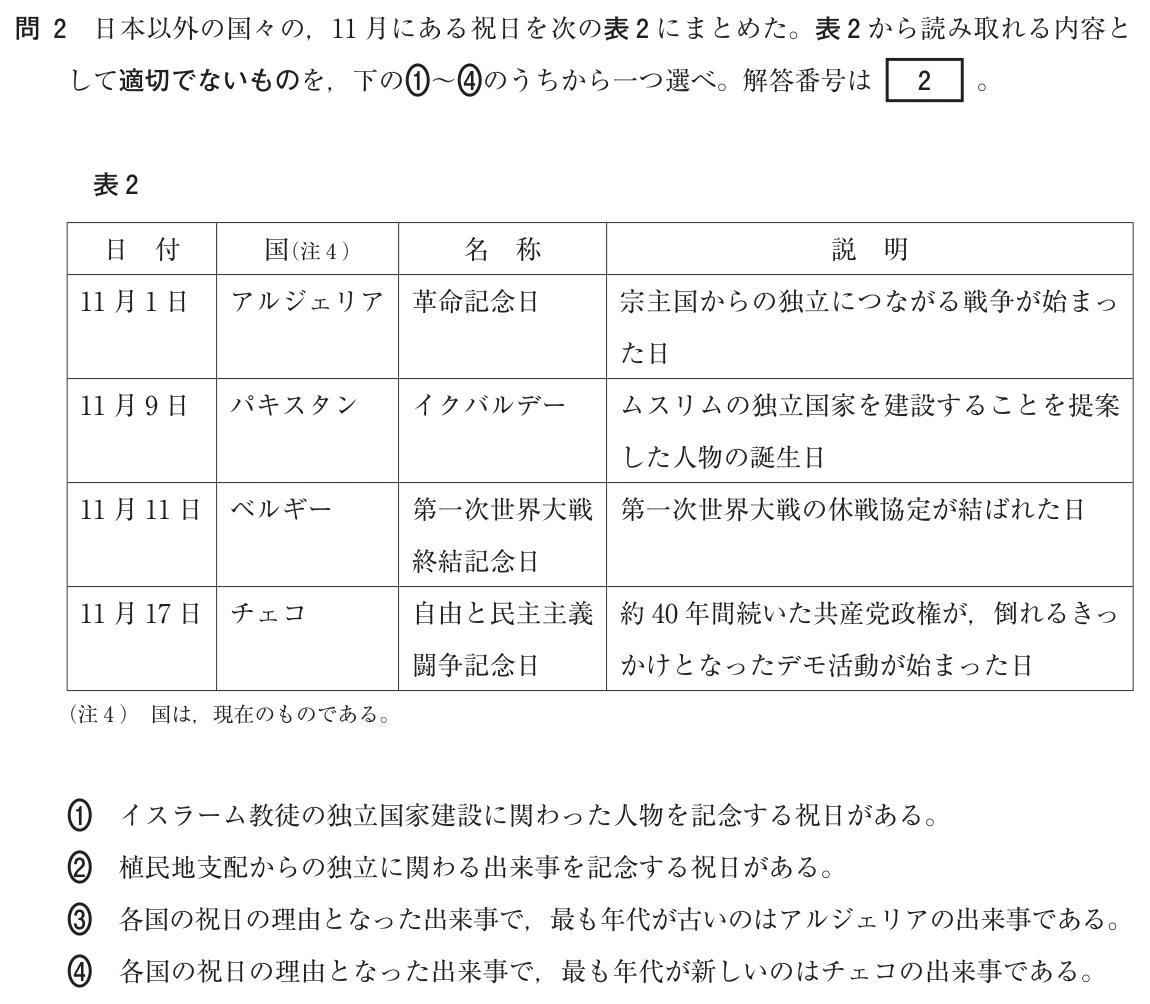 問 2 日本以外の国々の，11 月にある祝日を次の表 2 にまとめた。表 2 から読み取れる内容と
して適切でないものを，下の①～④のうちから一つ選べ。解答番号は 2 。
表 2
日 付 国(注 4 ) 名 称 説 明
11 月 1 日 アルジェリア 革命記念日 宗主国からの独立につながる戦争が始まっ
た日
11 月 9 日 パキスタン イクバルデー ムスリムの独立国家を建設することを提案
した人物の誕生日
11 月 11 日 ベルギー 第一次世界大戦 第一次世界大戦の休戦協定が結ばれた日
終結記念日
11 月 17 日 チェコ 自由と民主主義 約 40 年間続いた共産党政権が，倒れるきっ
闘争記念日 かけとなったデモ活動が始まった日
(注 4 ) 国は，現在のものである。
① イスラーム教徒の独立国家建設に関わった人物を記念する祝日がある。
② 植民地支配からの独立に関わる出来事を記念する祝日がある。
③ 各国の祝日の理由となった出来事で，最も年代が古いのはアルジェリアの出来事である。
④ 各国の祝日の理由となった出来事で，最も年代が新しいのはチェコの出来事である。